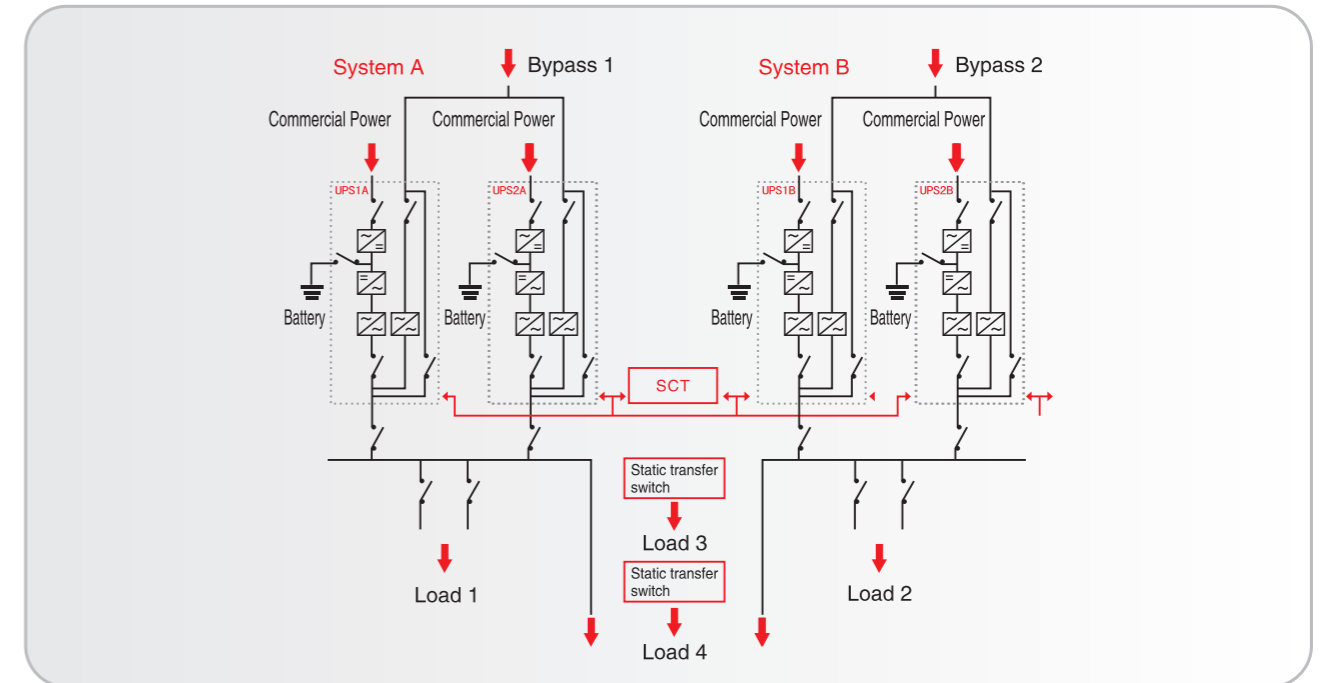 System A
Bypass 1
System B
Bypass 2
Commercial Power
Commercial Power
Commercial Power
Commercial Power
UPS1A
UPS2A
UPS1B
UPS2B
Battery
Battery
Battery
Battery
SCT
Static transfer
switch
Load 3
Static transfer
switch
Load 1
Load 2
Load 4